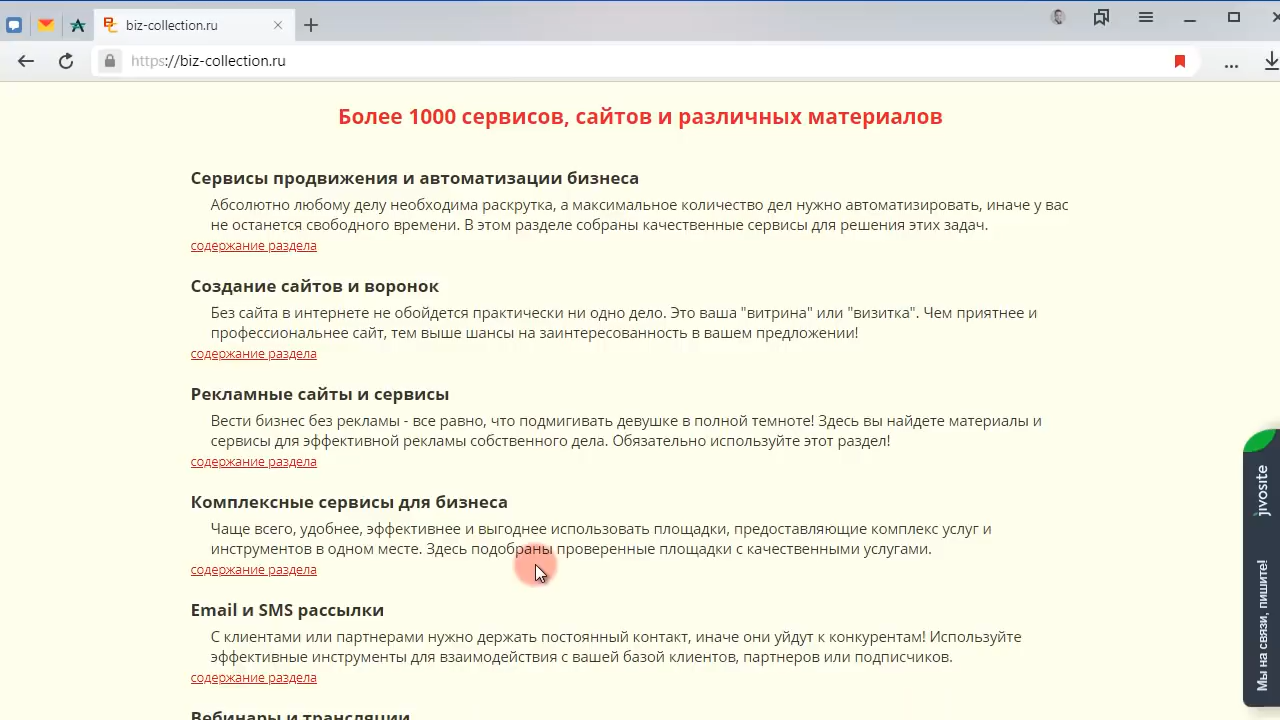 biz-collection.ru
https://biz-collection.ru
Более 1000 сервисов, сайтов и различных материалов
Сервисы продвижения и автоматизации бизнеса
Абсолютно любому делу необходима раскрутка, а максимальное количество дел нужно автоматизировать, иначе у вас
не останется свободного времени. В этом разделе собраны качественные сервисы для решения этих задач.
содержание раздела
Создание сайтов и воронок
Без сайта в интернете не обойдется практически ни одно дело. Это ваша "витрина" или "визитка". Чем приятнее и
профессиональнее сайт, тем выше шансы на заинтересованность в вашем предложении!
содержание раздела
Рекламные сайты и сервисы
Вести бизнес без рекламы - все равно, что подмигивать девушке в полной темноте! Здесь вы найдете материалы и
сервисы для эффективной рекламы собственного дела. Обязательно используйте этот раздел!
содержание раздела
Комплексные сервисы для бизнеса
Чаще всего, удобнее, эффективнее и выгоднее использовать площадки, предоставляющие комплекс услуг и
инструментов в одном месте. Здесь подобраны проверенные площадки с качественными услугами.
содержание раздела
Email и SMS рассылки
С клиентами или партнерами нужно держать постоянный контакт, иначе они уйдут к конкурентам! Используйте
эффективные инструменты для взаимодействия с вашей базой клиентов, партнеров или подписчиков.
содержание раздела
Вебинары и трансляции
jivosite
Мы на связи, пишите!